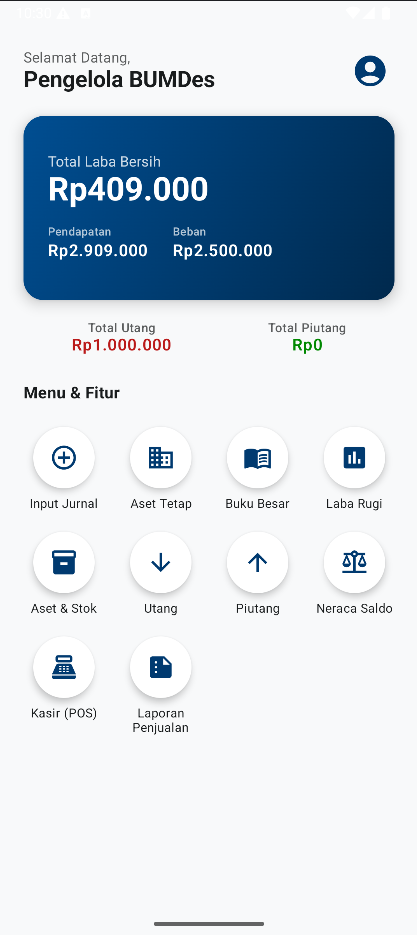 10:30
Selamat Datang,
Pengelola BUMDes
Total Laba Bersih
Rp409.000
Pendapatan Beban
Rp2.909.000 Rp2.500.000
Total Utang Total Piutang
Rp1.000.000 Rp0
Menu & Fitur
Input Jurnal Aset Tetap Buku Besar Laba Rugi
Aset & Stok Utang Piutang Neraca Saldo
Kasir (POS) Laporan
Penjualan